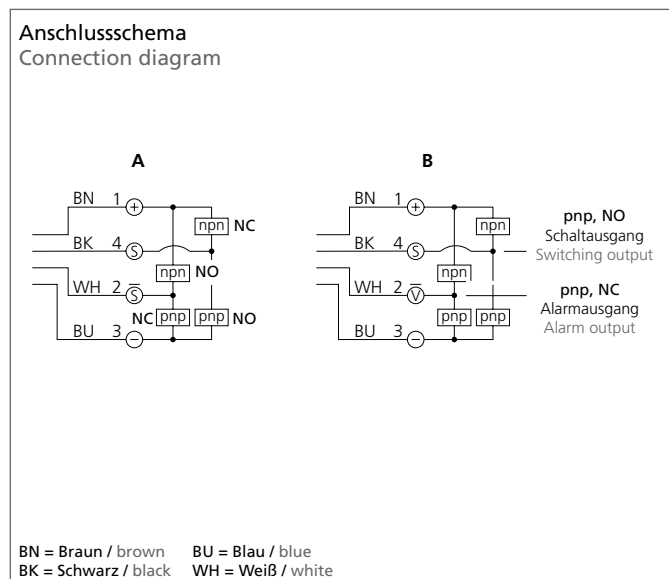 Anschlussschema
Connection diagram
A
BN 1 +
npn NC
BK 4 S
npn NO
WH 2 S̅
NC pnp pnp NO
BU 3 −
B
BN 1 +
npn
BK 4 S
npn
WH 2 V̅
pnp pnp
BU 3 −
pnp, NO
Schaltausgang
Switching output
pnp, NC
Alarmausgang
Alarm output
BN = Braun / brown BU = Blau / blue
BK = Schwarz / black WH = Weiß / white